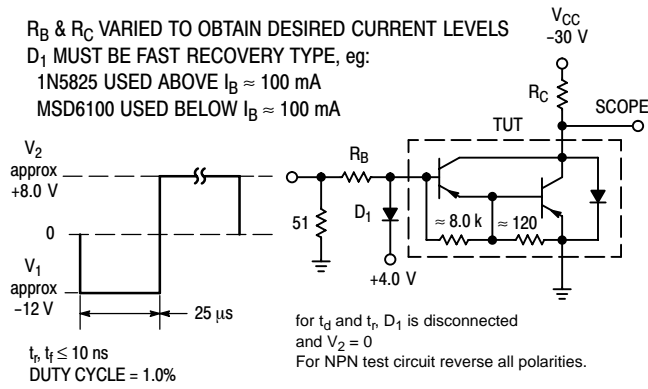 R_B & R_C VARIED TO OBTAIN DESIRED CURRENT LEVELS
D_1 MUST BE FAST RECOVERY TYPE, eg:
1N5825 USED ABOVE I_B ≈ 100 mA
MSD6100 USED BELOW I_B ≈ 100 mA
V_CC
-30 V
R_C
SCOPE
TUT
R_B
V_2
approx
+8.0 V
0
V_1
approx
-12 V
25 µs
51
D_1
+4.0 V
≈ 8.0 k
≈ 120
t_r, t_f ≤ 10 ns
DUTY CYCLE = 1.0%
for t_d and t_r, D_1 is disconnected
and V_2 = 0
For NPN test circuit reverse all polarities.